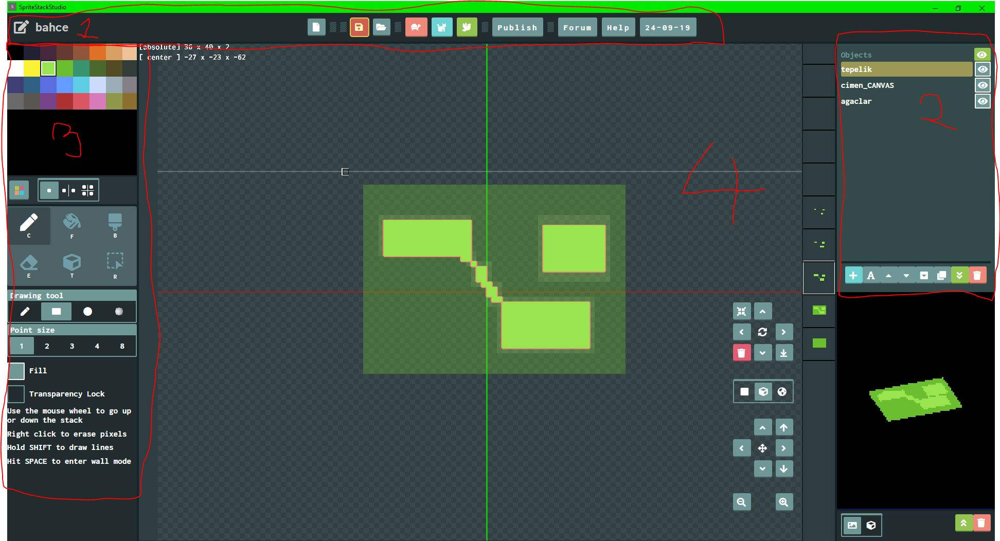 SpriteStackStudio
bahce
1
Publish
Forum
Help
24-09-19
[absolute] 36 x 40 x 2
[ center ] -27 x -23 x -62
Objects
tepelik
cimen_CANVAS
agaclar
2
3
4
A
C
F
B
E
T
R
Drawing tool
Point size
1 2 3 4 8
Fill
Transparency Lock
Use the mouse wheel to go up
or down the stack
Right click to erase pixels
Hold SHIFT to draw lines
Hit SPACE to enter wall mode